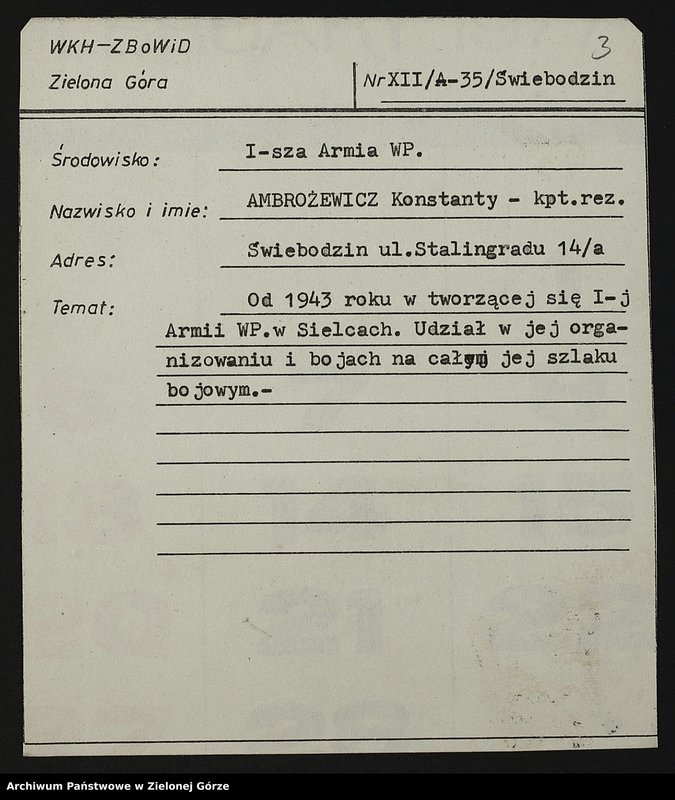 WKH-ZBoWiD
3
Zielona Góra
Nr XII/A-35/Świebodzin
Środowisko: I-sza Armia WP.
Nazwisko i imie: AMBROŻEWICZ Konstanty - kpt.rez.
Adres: Świebodzin ul.Stalingradu 14/a
Temat: Od 1943 roku w tworzącej się I-j
Armii WP.w Sielcach. Udział w jej orga-
nizowaniu i bojach na całym jej szlaku
bojowym.-
Archiwum Państwowe w Zielonej Górze